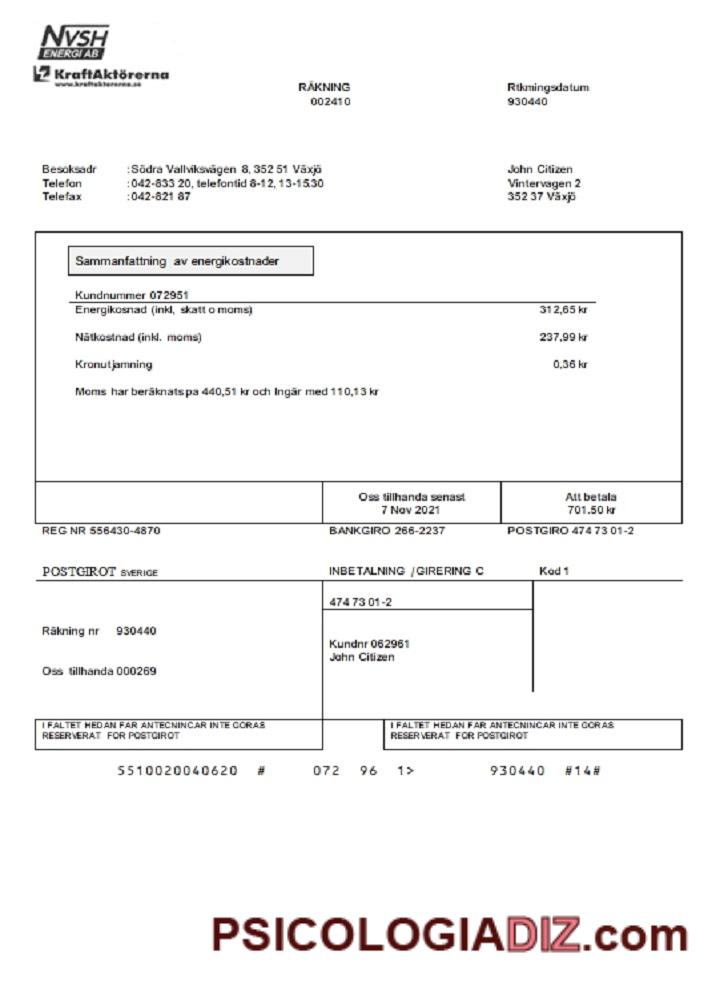 NVSH
ENERGI AB
KraftAktörerna
www.kraftaktorerna.se
RÄKNING
002410
Rtkmingsdatum
930440
Besoksadr :Södra Vallviksvägen 8, 352 51 Växjö
Telefon :042-833 20, telefontid 8-12, 13-15.30
Telefax :042-821 87
John Citizen
Vintervagen 2
352 37 Växjö
Sammanfattning av energikostnader
Kundnummer 072951
Energikosnad (inkl, skatt o moms) 312,65 kr
Nätkostnad (inkl. moms) 237,99 kr
Kronutjamning 0,36 kr
Moms har beräknats pa 440,51 kr och Ingär med 110,13 kr
Oss tillhanda senast
7 Nov 2021
Att betala
701.50 kr
REG NR 556430-4870 BANKGIRO 266-2237 POSTGIRO 474 73 01-2
POSTGIROT SVERIGE INBETALNING /GIRERING C Kod 1
474 73 01-2
Räkning nr 930440
Kundnr 062961
John Citizen
Oss tillhanda 000269
I FALTET HEDAN FAR ANTECNINCAR INTE GORAS
RESERVERAT FOR POSTGIROT
I FALTET HEDAN FAR ANTECNINCAR INTE GORAS
RESERVERAT FOR POSTGIROT
5510020040620 # 072 96 1> 930440 #14#
PSICOLOGIADIZ.com